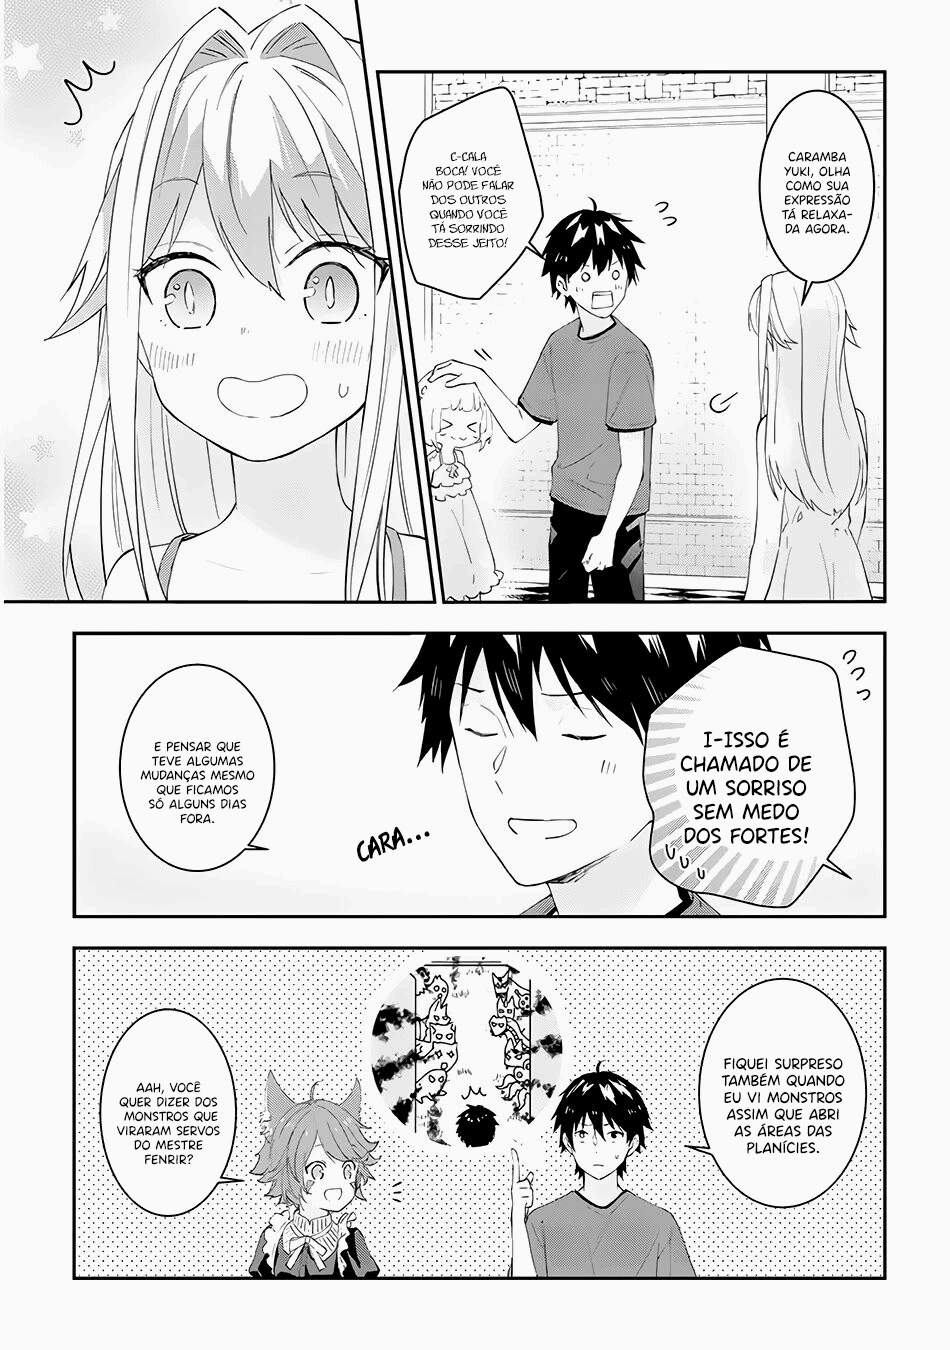 CARAMBA
YUKI, OLHA
COMO SUA
EXPRESSÃO
TÁ RELAXA-
DA AGORA.
C-CALA
BOCA! VOCÊ
NÃO PODE FALAR
DOS OUTROS
QUANDO VOCÊ
TÁ SORRINDO
DESSE JEITO!
I-ISSO É
CHAMADO DE
UM SORRISO
SEM MEDO
DOS FORTES!
CARA...
E PENSAR QUE
TEVE ALGUMAS
MUDANÇAS MESMO
QUE FICAMOS
SÓ ALGUNS DIAS
FORA.
FIQUEI SURPRESO
TAMBÉM QUANDO
EU VI MONSTROS
ASSIM QUE ABRI
AS ÁREAS DAS
PLANÍCIES.
AAH, VOCÊ
QUER DIZER DOS
MONSTROS QUE
VIRARAM SERVOS
DO MESTRE
FENRIR?